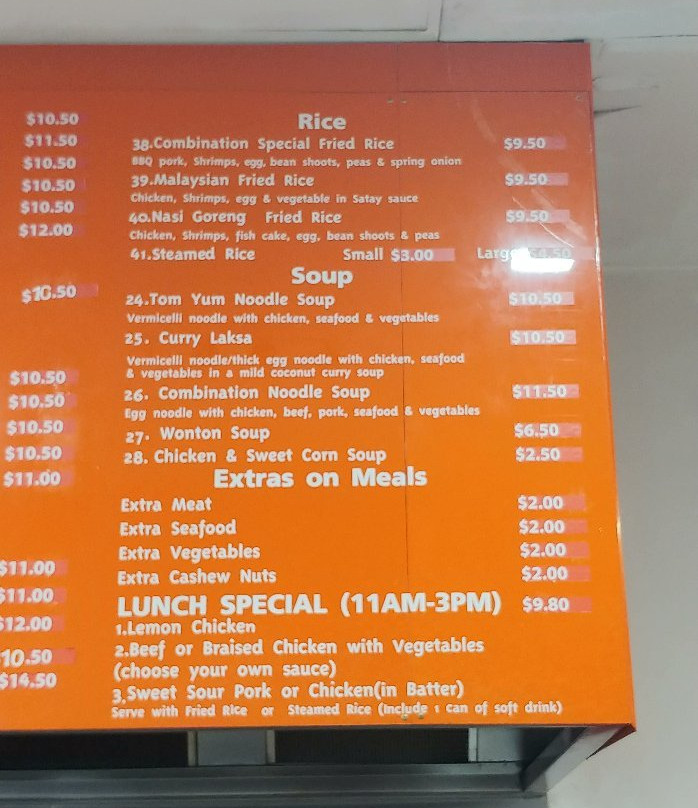 $10.50
$11.50
$10.50
$10.50
$10.50
$12.00
$10.50
$10.50
$10.50
$10.50
$10.50
$11.00
$11.00
$11.00
$12.00
10.50
$14.50
Rice
38.Combination Special Fried Rice $9.50
BBQ pork, Shrimps, egg, bean shoots, peas & spring onion
39.Malaysian Fried Rice $9.50
Chicken, Shrimps, egg & vegetable in Satay sauce
40.Nasi Goreng Fried Rice $9.50
Chicken, Shrimps, fish cake, egg, bean shoots & peas
41.Steamed Rice Small $3.00 Large $4.50
Soup
24.Tom Yum Noodle Soup $10.50
Vermicelli noodle with chicken, seafood & vegetables
25. Curry Laksa $10.50
Vermicelli noodle/thick egg noodle with chicken, seafood
& vegetables in a mild coconut curry soup
26. Combination Noodle Soup $11.50
Egg noodle with chicken, beef, pork, seafood & vegetables
27. Wonton Soup $6.50
28. Chicken & Sweet Corn Soup $2.50
Extras on Meals
Extra Meat $2.00
Extra Seafood $2.00
Extra Vegetables $2.00
Extra Cashew Nuts $2.00
LUNCH SPECIAL (11AM-3PM) $9.80
1.Lemon Chicken
2.Beef or Braised Chicken with Vegetables
(choose your own sauce)
3.Sweet Sour Pork or Chicken(in Batter)
Serve with Fried Rice or Steamed Rice (Include 1 can of soft drink)